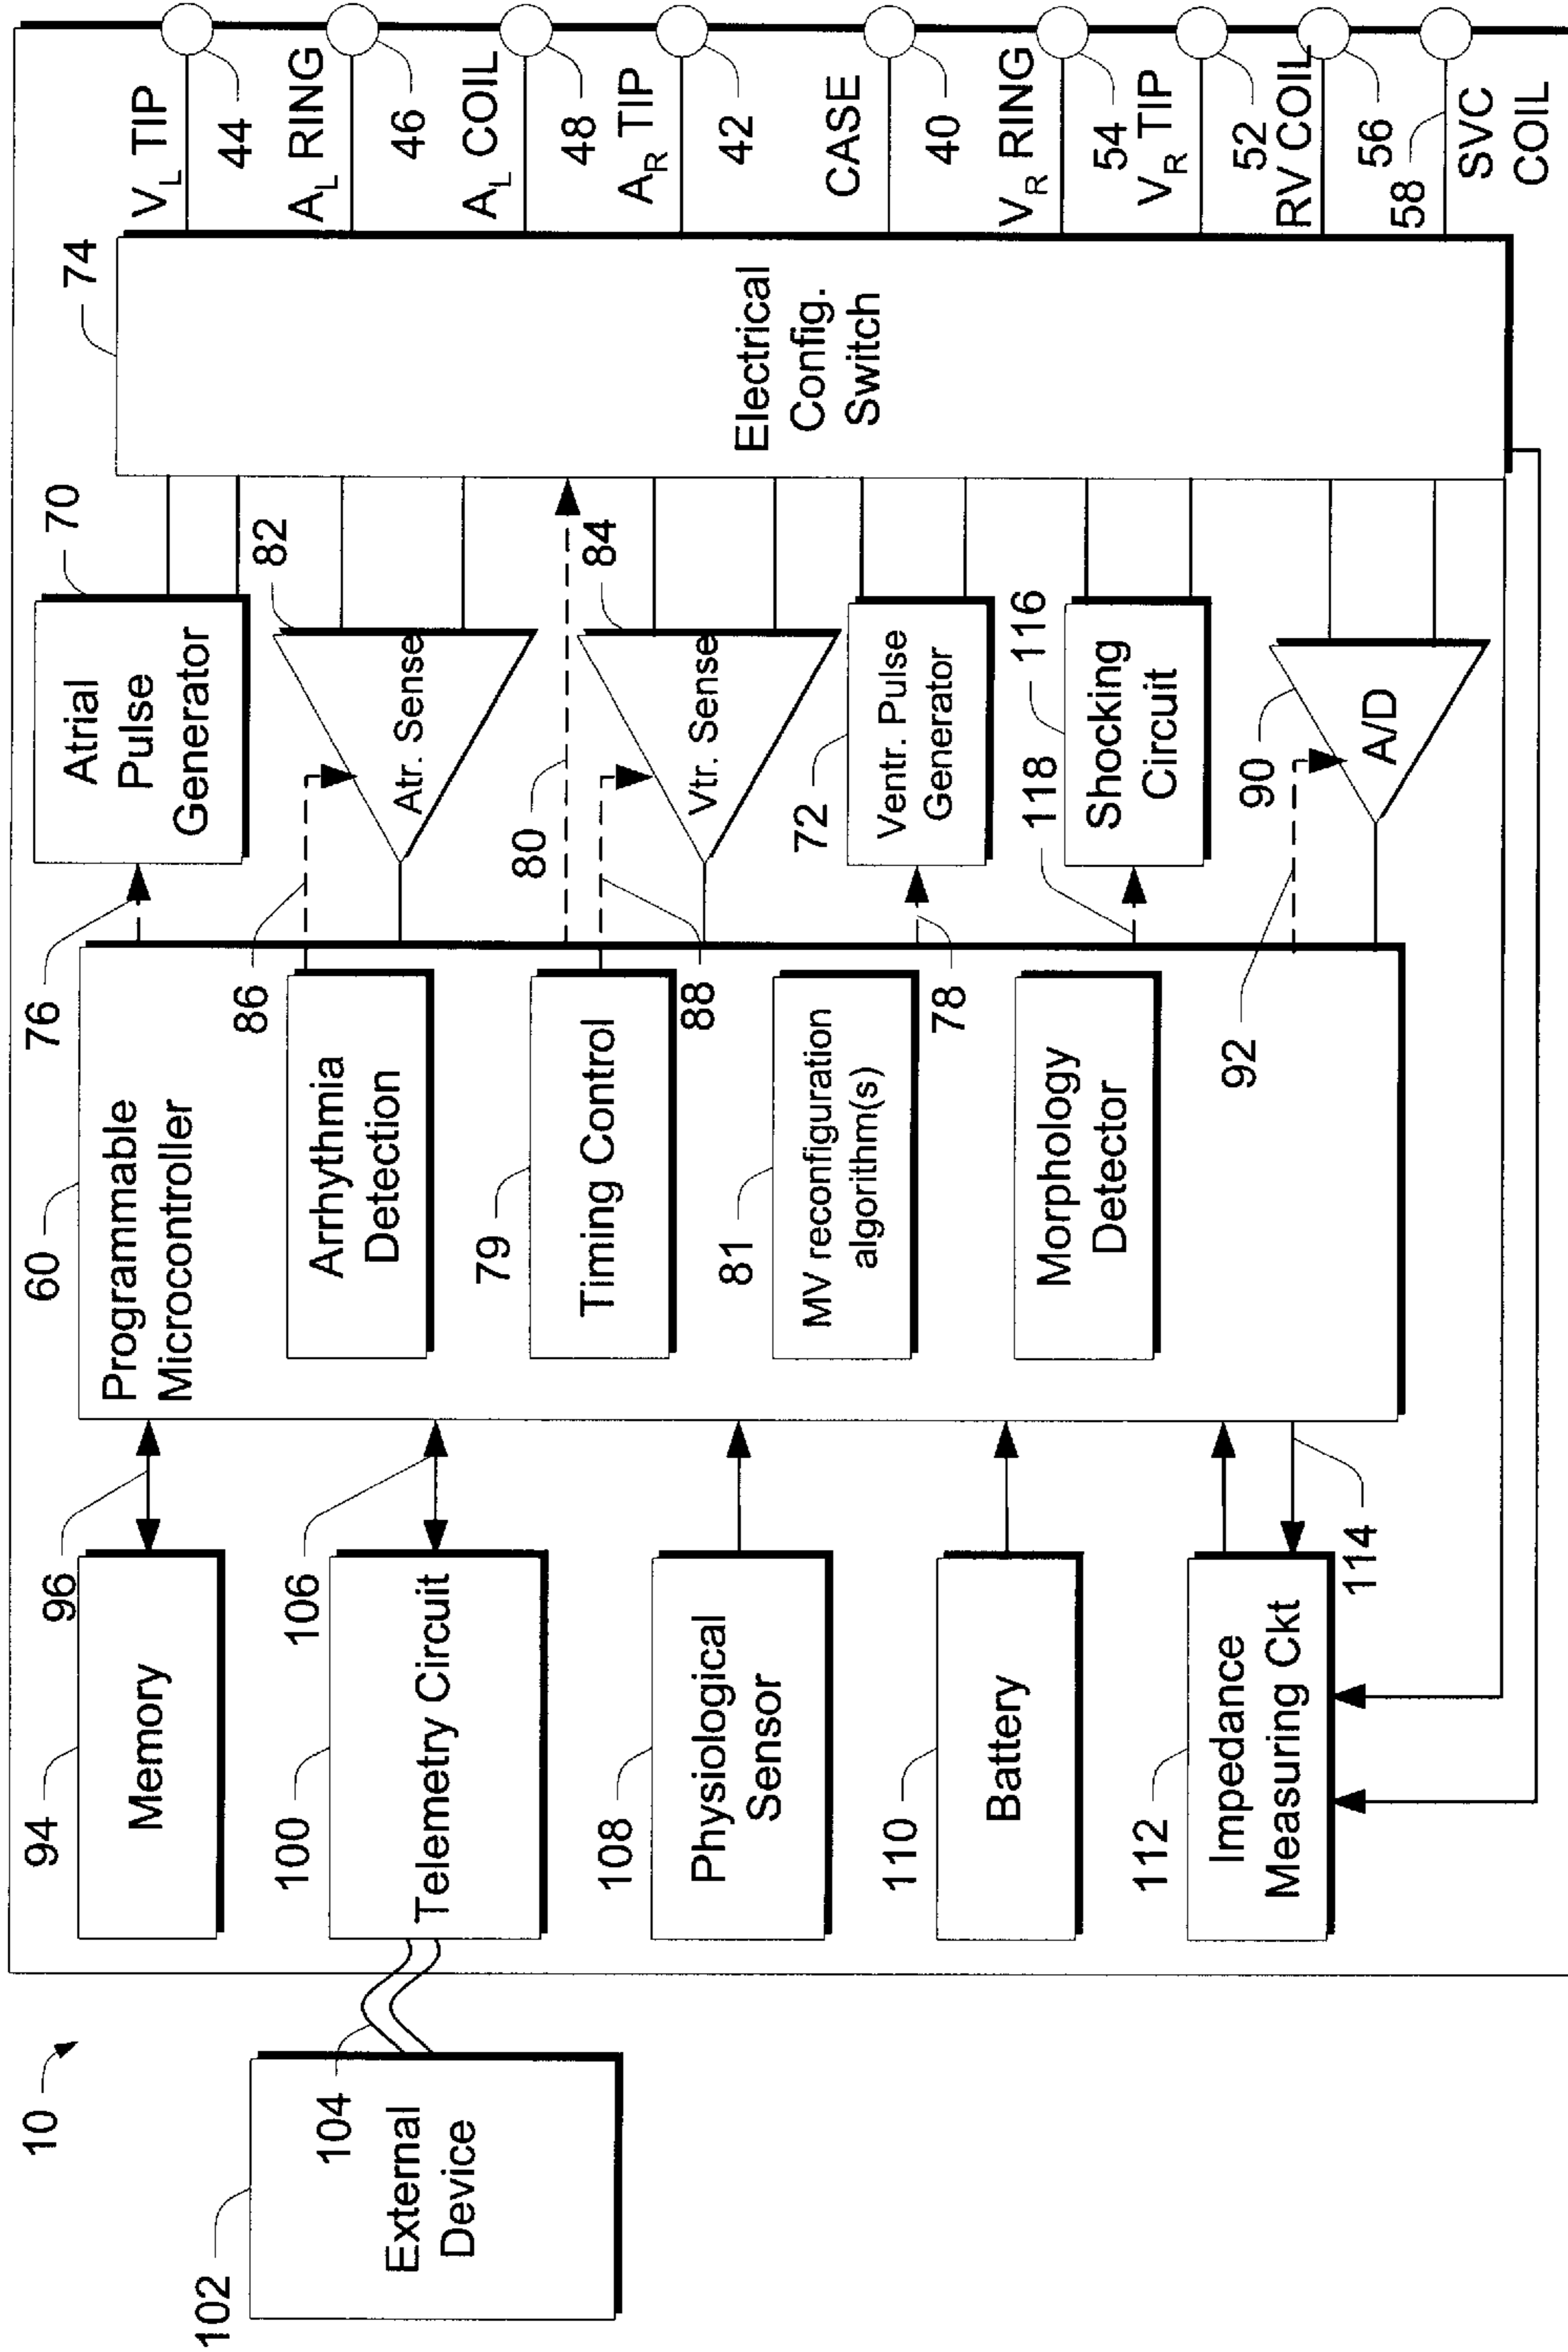 10
102
External
Device
104
94
Memory
96
100
Telemetry Circuit
106
108
Physiological
Sensor
110
Battery
112
Impedance
Measuring Ckt
114
60
Programmable
Microcontroller
Arrhythmia
Detection
79
Timing Control
81
MV reconfiguration
algorithm(s)
Morphology
Detector
76
86
80
88
78
118
92
70
Atrial
Pulse
Generator
82
Atr. Sense
84
Vtr. Sense
72
Ventr. Pulse
Generator
116
Shocking
Circuit
90
A/D
74
Electrical
Config.
Switch
V_L TIP
44
A_L RING
46
A_L COIL
48
A_R TIP
42
CASE
40
V_R RING
54
V_R TIP
52
RV COIL
56
58
SVC
COIL